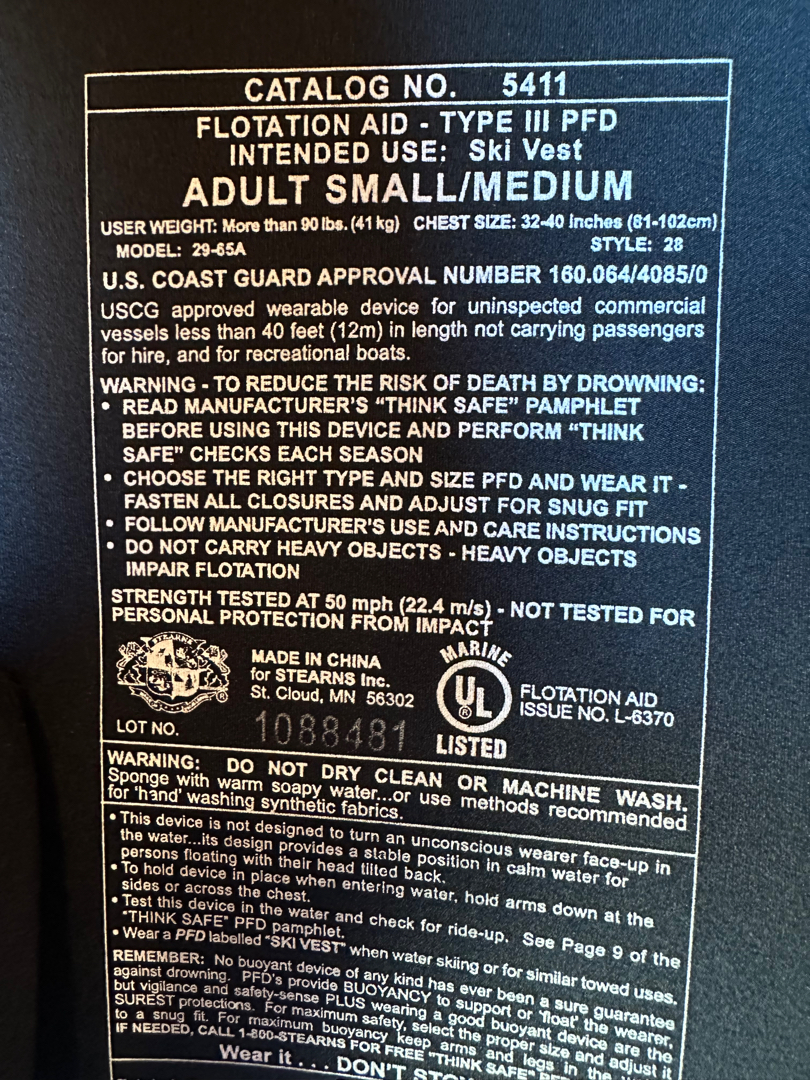 CATALOG NO. 5411
FLOTATION AID - TYPE III PFD
INTENDED USE: Ski Vest
ADULT SMALL/MEDIUM
USER WEIGHT: More than 90 lbs. (41 kg) CHEST SIZE: 32-40 inches (81-102cm)
MODEL: 29-65A STYLE: 28
U.S. COAST GUARD APPROVAL NUMBER 160.064/4085/0
USCG approved wearable device for uninspected commercial
vessels less than 40 feet (12m) in length not carrying passengers
for hire, and for recreational boats.
WARNING - TO REDUCE THE RISK OF DEATH BY DROWNING:
• READ MANUFACTURER'S "THINK SAFE" PAMPHLET
BEFORE USING THIS DEVICE AND PERFORM "THINK
SAFE" CHECKS EACH SEASON
• CHOOSE THE RIGHT TYPE AND SIZE PFD AND WEAR IT -
FASTEN ALL CLOSURES AND ADJUST FOR SNUG FIT
• FOLLOW MANUFACTURER'S USE AND CARE INSTRUCTIONS
• DO NOT CARRY HEAVY OBJECTS - HEAVY OBJECTS
IMPAIR FLOTATION
STRENGTH TESTED AT 50 mph (22.4 m/s) - NOT TESTED FOR
PERSONAL PROTECTION FROM IMPACT
STEARNS
®
MADE IN CHINA
for STEARNS Inc.
St. Cloud, MN 56302
MARINE
UL
®
LISTED
FLOTATION AID
ISSUE NO. L-6370
LOT NO. 1088481
WARNING: DO NOT DRY CLEAN OR MACHINE WASH.
Sponge with warm soapy water...or use methods recommended
for 'hand' washing synthetic fabrics.
• This device is not designed to turn an unconscious wearer face-up in
the water...its design provides a stable position in calm water for
persons floating with their head tilted back.
• To hold device in place when entering water, hold arms down at the
sides or across the chest.
• Test this device in the water and check for ride-up. See Page 9 of the
"THINK SAFE" PFD pamphlet.
• Wear a PFD labelled "SKI VEST" when water skiing or for similar towed uses.
REMEMBER: No buoyant device of any kind has ever been a sure guarantee
against drowning. PFD's provide BUOYANCY to support or 'float' the wearer,
but vigilance and safety-sense PLUS wearing a good buoyant device are the
SUREST protections. For maximum safety, select the proper size and adjust it
to a snug fit. For maximum buoyancy keep arms and legs in the
IF NEEDED, CALL 1-800-STEARNS FOR FREE "THINK SAFE"
Wear it . . . DON'T